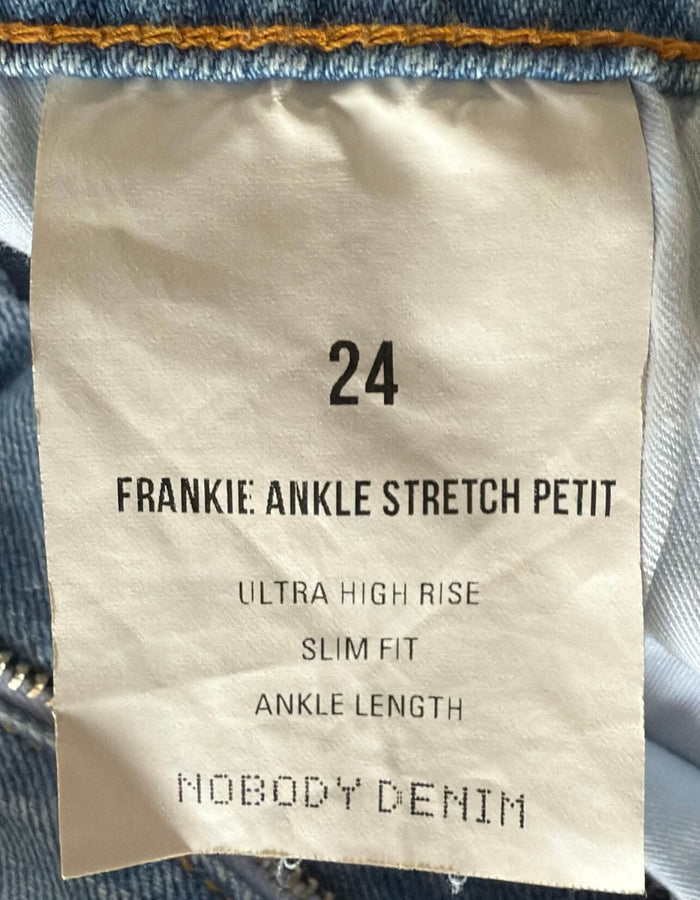 24
FRANKIE ANKLE STRETCH PETIT
ULTRA HIGH RISE
SLIM FIT
ANKLE LENGTH
NOBODY DENIM